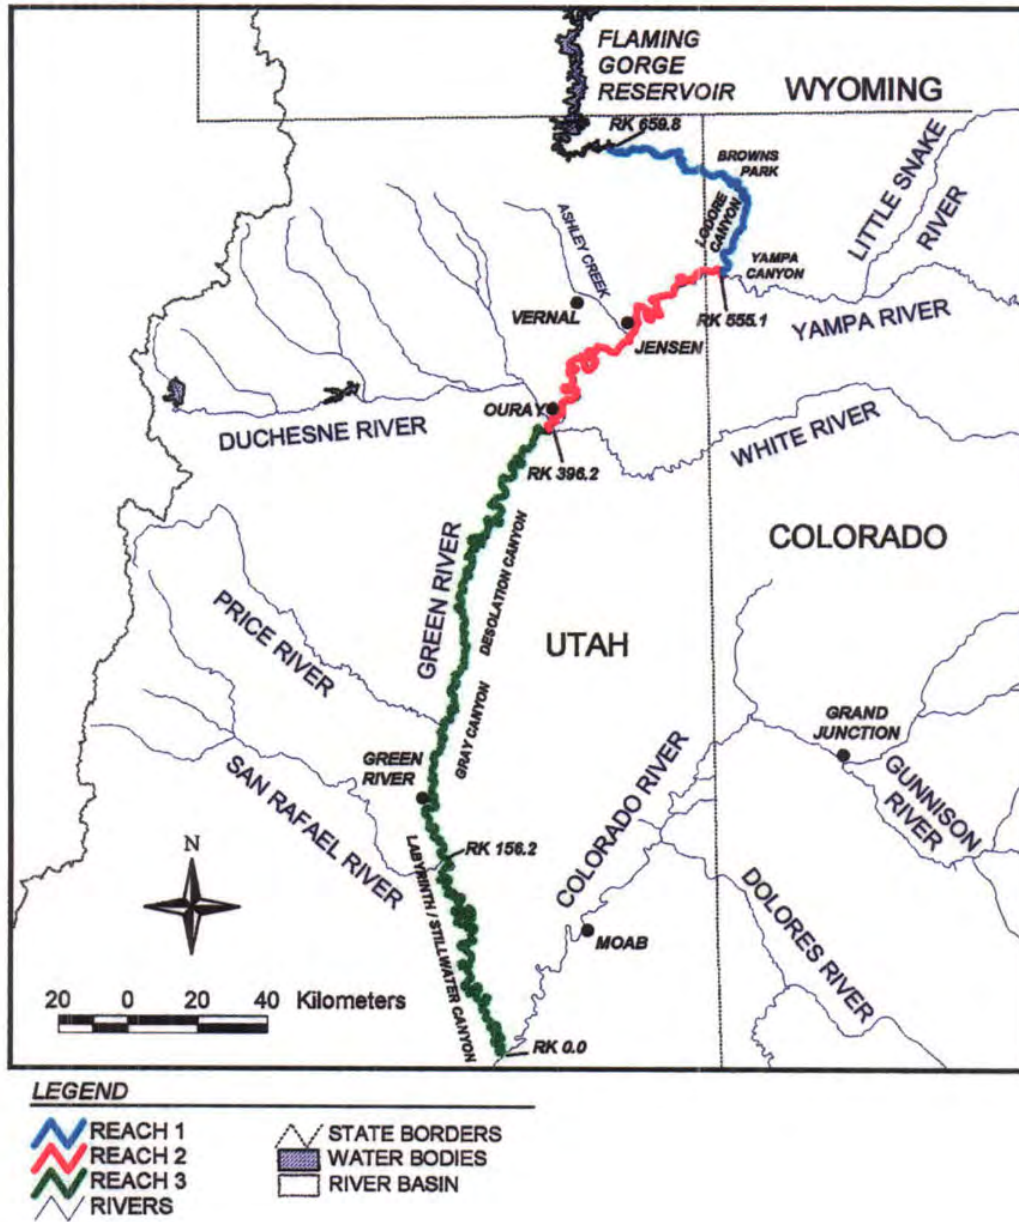 FLAMING
GORGE
RESERVOIR
WYOMING
RK 659.8
BROWNS
PARK
LITTLE SNAKE
RIVER
LODORE
CANYON
ASHLEY CREEK
YAMPA
CANYON
VERNAL
RK 555.1
YAMPA RIVER
JENSEN
OURAY
DUCHESNE RIVER
WHITE RIVER
RK 396.2
COLORADO
GREEN RIVER
DESOLATION CANYON
PRICE RIVER
UTAH
GRAY CANYON
GRAND
JUNCTION
GREEN
RIVER
COLORADO RIVER
GUNNISON
RIVER
SAN RAFAEL RIVER
N
RK 156.2
LABYRINTH / STILLWATER CANYON
DOLORES RIVER
MOAB
20 0 20 40 Kilometers
RK 0.0
LEGEND
REACH 1
REACH 2
REACH 3
RIVERS
STATE BORDERS
WATER BODIES
RIVER BASIN